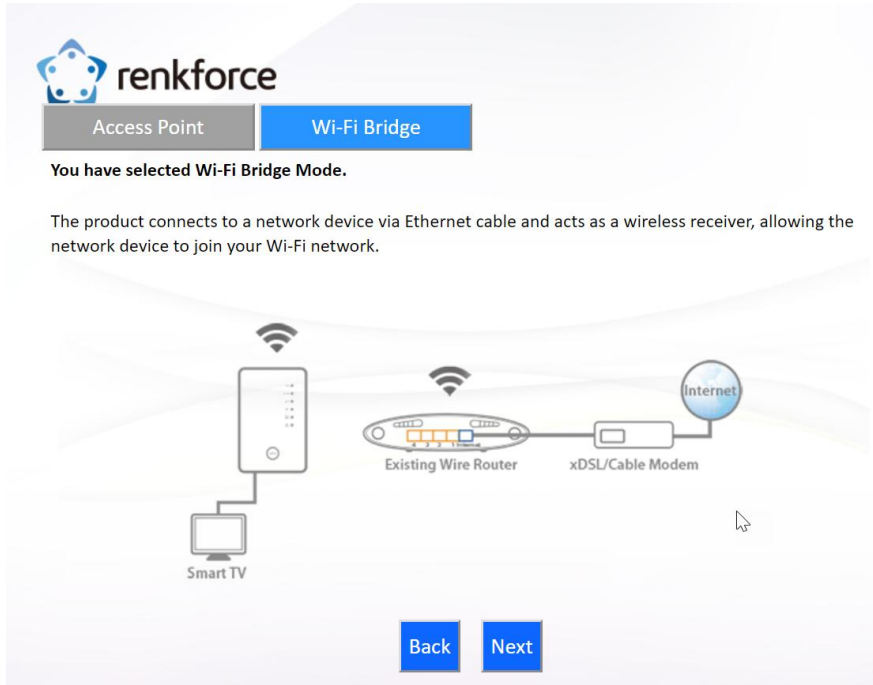 renkforce
Access Point
Wi-Fi Bridge
You have selected Wi-Fi Bridge Mode.
The product connects to a network device via Ethernet cable and acts as a wireless receiver, allowing the
network device to join your Wi-Fi network.
Internet
Existing Wire Router
xDSL/Cable Modem
Smart TV
Back
Next